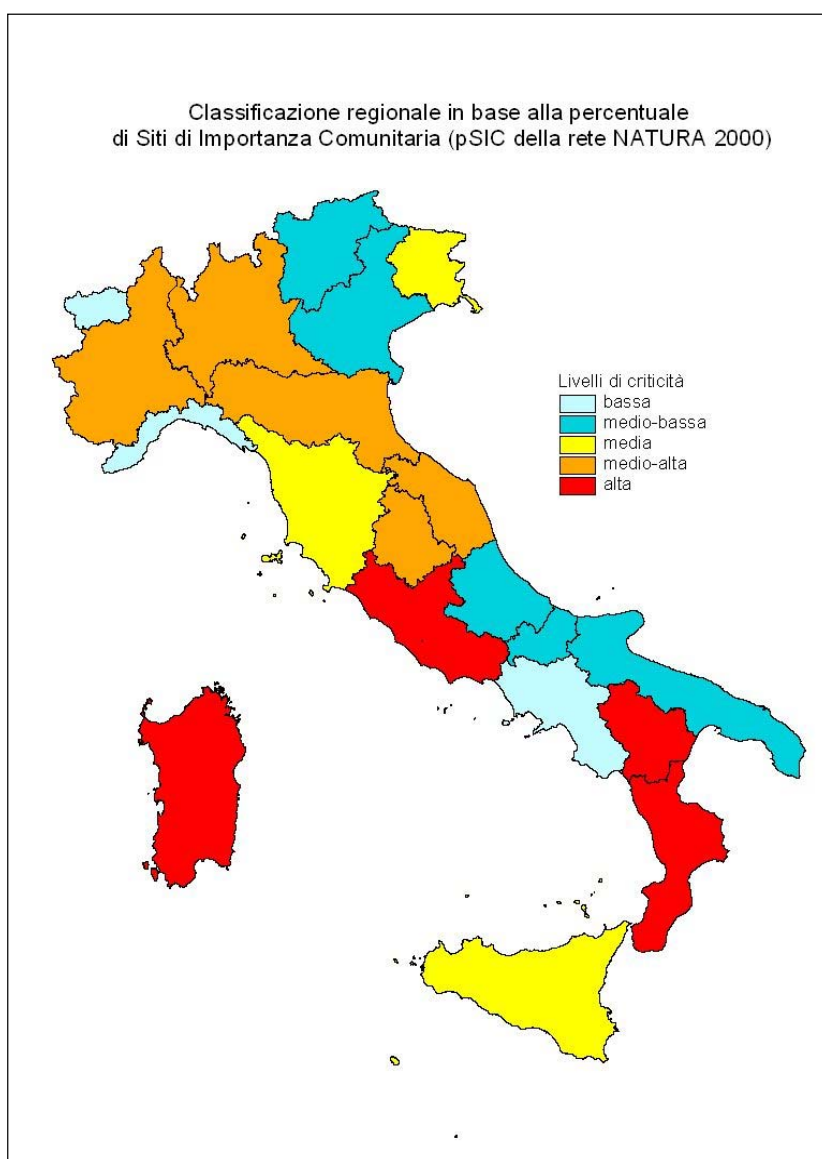 Classificazione regionale in base alla percentuale
di Siti di Importanza Comunitaria (pSIC della rete NATURA 2000)
Livelli di criticità
bassa
medio-bassa
media
medio-alta
alta